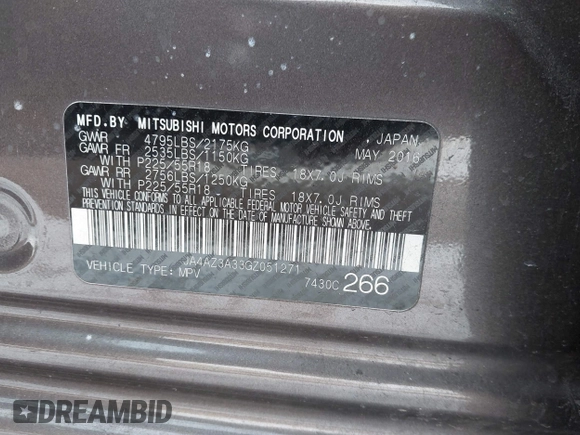 MFD.BY MITSUBISHI MOTORS CORPORATION , JAPAN
GVWR 4795LBS/2175KG MAY 2016
GAWR FR 2535LBS/1150KG
WITH P225/55R18 TIRES 18X7.0J RIMS
GAWR RR 2756LBS/1250KG
WITH P225/55R18 TIRES 18X7.0J RIMS
THIS VEHICLE CONFORMS TO ALL APPLICABLE FEDERAL MOTOR VEHICLE SAFETY AND THEFT
PREVENTION STANDARDS IN EFFECT ON THE DATE OF MANUFACTURE SHOWN ABOVE.
JA4AZ3A33GZ051271
VEHICLE TYPE: MPV 7430C 266
DREAMBID